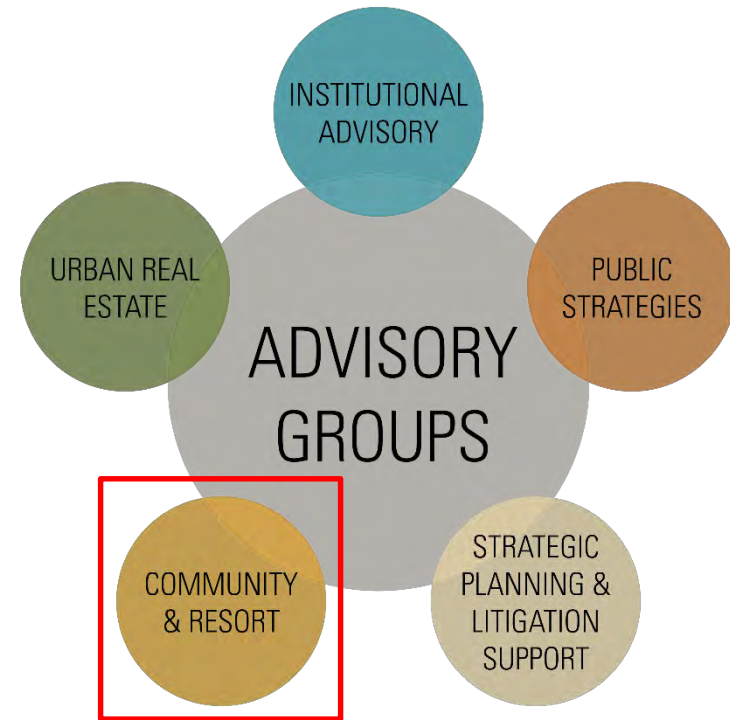 INSTITUTIONAL
ADVISORY
URBAN REAL
ESTATE
PUBLIC
STRATEGIES
ADVISORY
GROUPS
COMMUNITY
& RESORT
STRATEGIC
PLANNING &
LITIGATION
SUPPORT